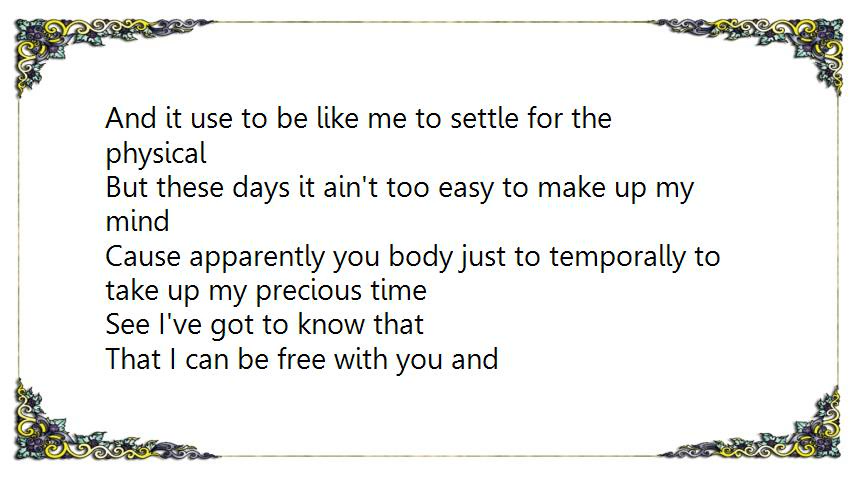 And it use to be like me to settle for the
physical
But these days it ain't too easy to make up my
mind
Cause apparently you body just to temporally to
take up my precious time
See I've got to know that
That I can be free with you and